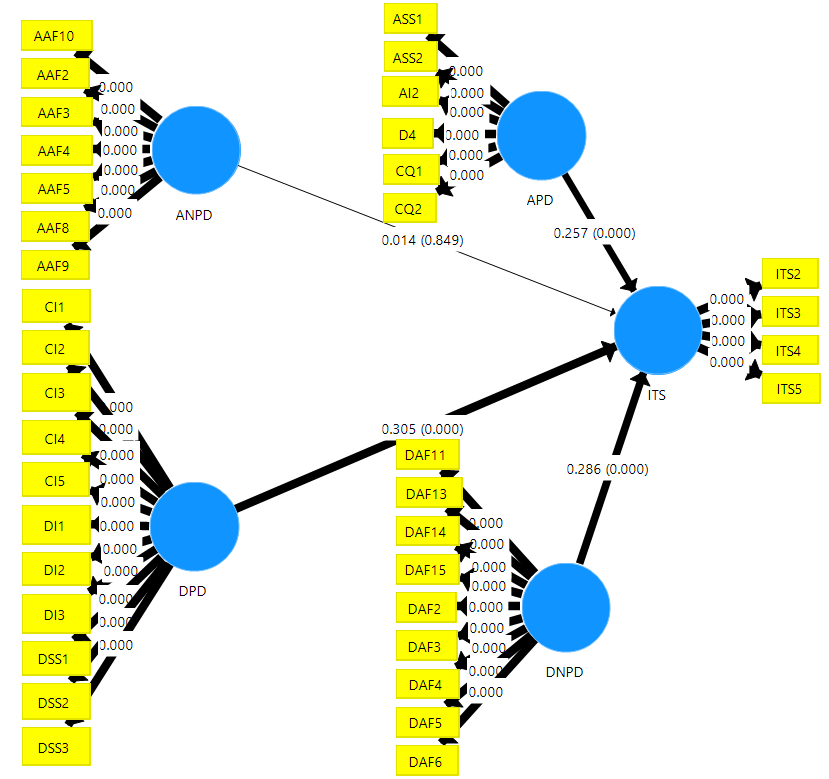 AAF10
AAF2
AAF3
AAF4
AAF5
AAF8
AAF9
0.000
0.000
0.000
0.000
0.000
0.000
0.000
ANPD
ASS1
ASS2
AI2
D4
CQ1
CQ2
0.000
0.000
0.000
0.000
0.000
0.000
APD
0.257 (0.000)
0.014 (0.849)
ITS2
ITS3
ITS4
ITS5
0.000
0.000
0.000
0.000
ITS
CI1
CI2
CI3
CI4
CI5
DI1
DI2
DI3
DSS1
DSS2
DSS3
0.000
0.000
0.000
0.000
0.000
0.000
0.000
0.000
0.000
0.000
0.000
DPD
0.305 (0.000)
0.286 (0.000)
DAF11
DAF13
DAF14
DAF15
DAF2
DAF3
DAF4
DAF5
DAF6
0.000
0.000
0.000
0.000
0.000
0.000
0.000
0.000
0.000
DNPD